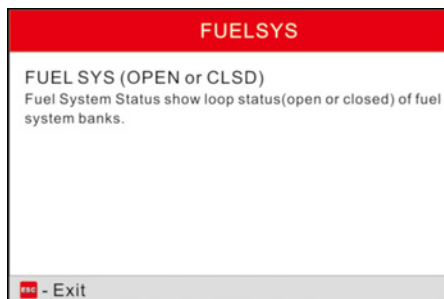 FUELSYS
FUEL SYS (OPEN or CLSD)
Fuel System Status show loop status(open or closed) of fuel
system banks.
ESC - Exit